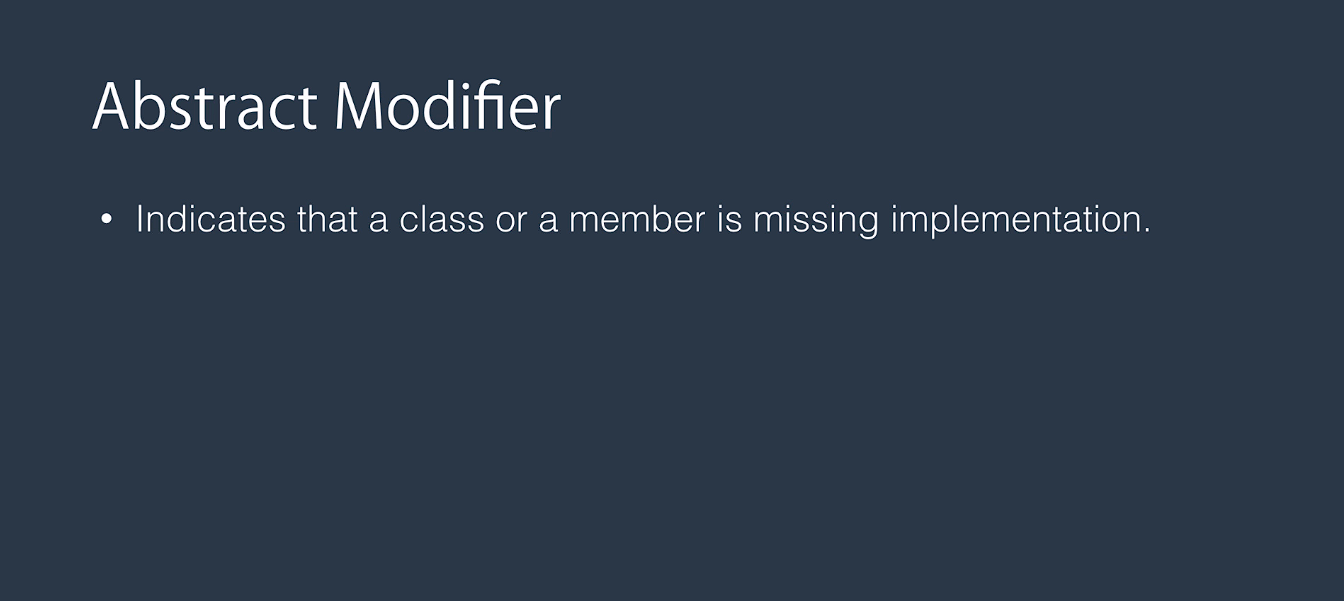 Abstract Modifier
• Indicates that a class or a member is missing implementation.